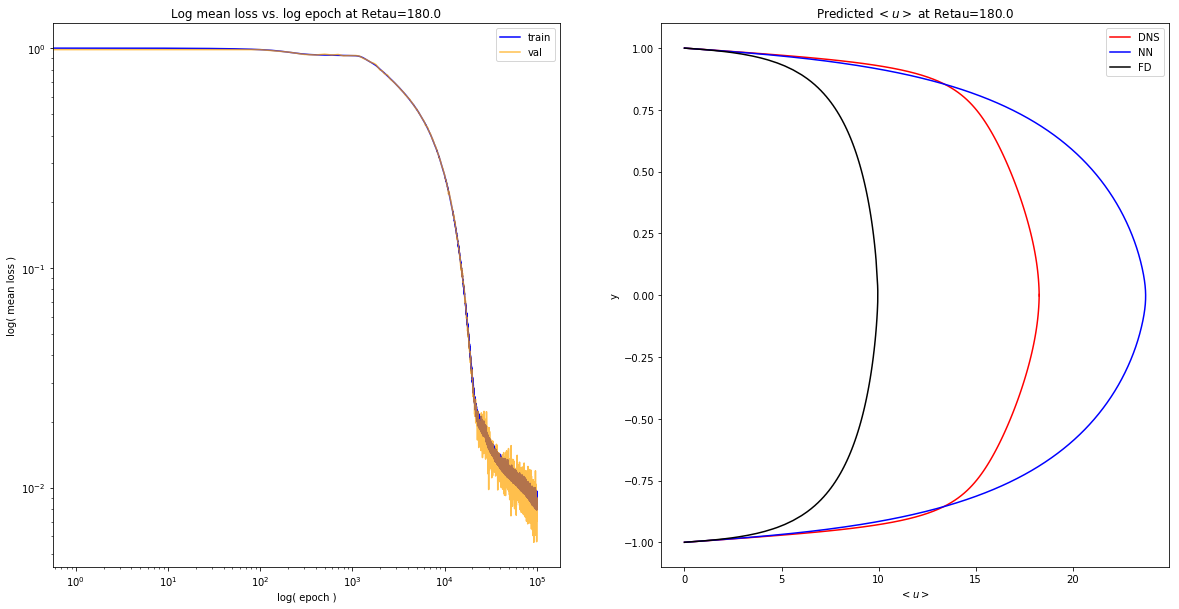 Log mean loss vs. log epoch at Retau=180.0
train
val
10⁰
10⁻¹
10⁻²
log( mean loss )
10⁰
10¹
10²
10³
10⁴
10⁵
log( epoch )
Predicted < u > at Retau=180.0
DNS
NN
FD
1.00
0.75
0.50
0.25
0.00
−0.25
−0.50
−0.75
−1.00
y
0
5
10
15
20
< u >